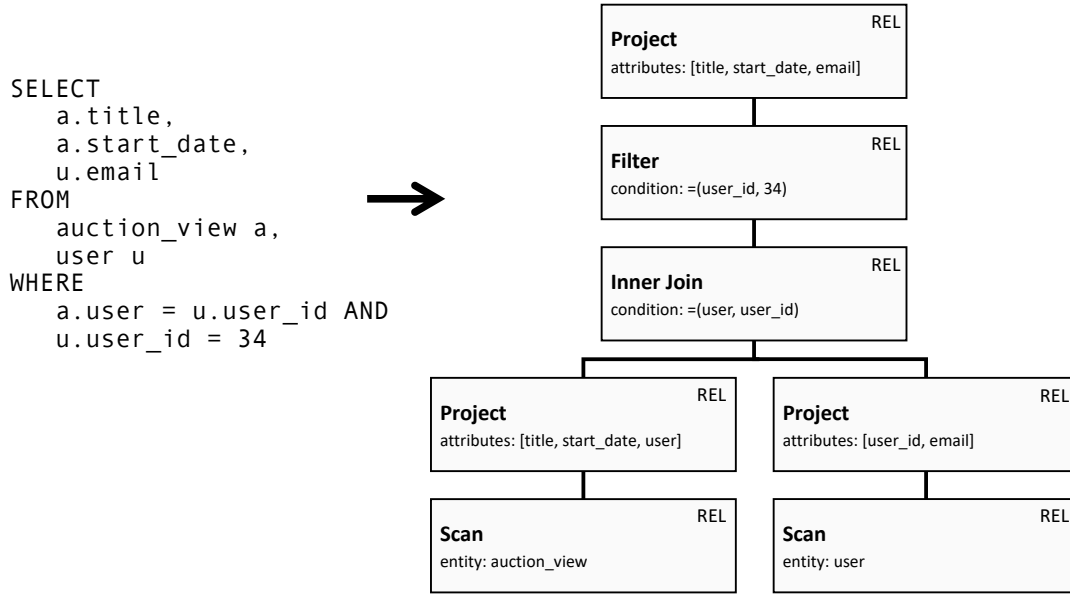 SELECT
a.title,
a.start_date,
u.email
FROM
auction_view a,
user u
WHERE
a.user = u.user_id AND
u.user_id = 34
REL
Project
attributes: [title, start_date, email]
REL
Filter
condition: =(user_id, 34)
REL
Inner Join
condition: =(user, user_id)
REL
Project
attributes: [title, start_date, user]
REL
Project
attributes: [user_id, email]
REL
Scan
entity: auction_view
REL
Scan
entity: user